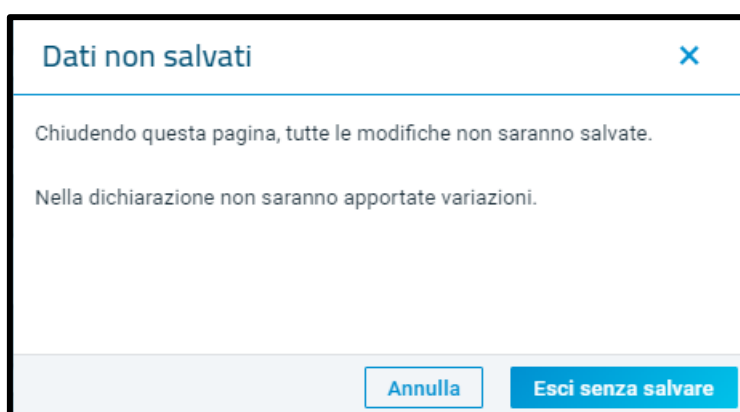 Dati non salvati
Chiudendo questa pagina, tutte le modifiche non saranno salvate.
Nella dichiarazione non saranno apportate variazioni.
Annulla
Esci senza salvare